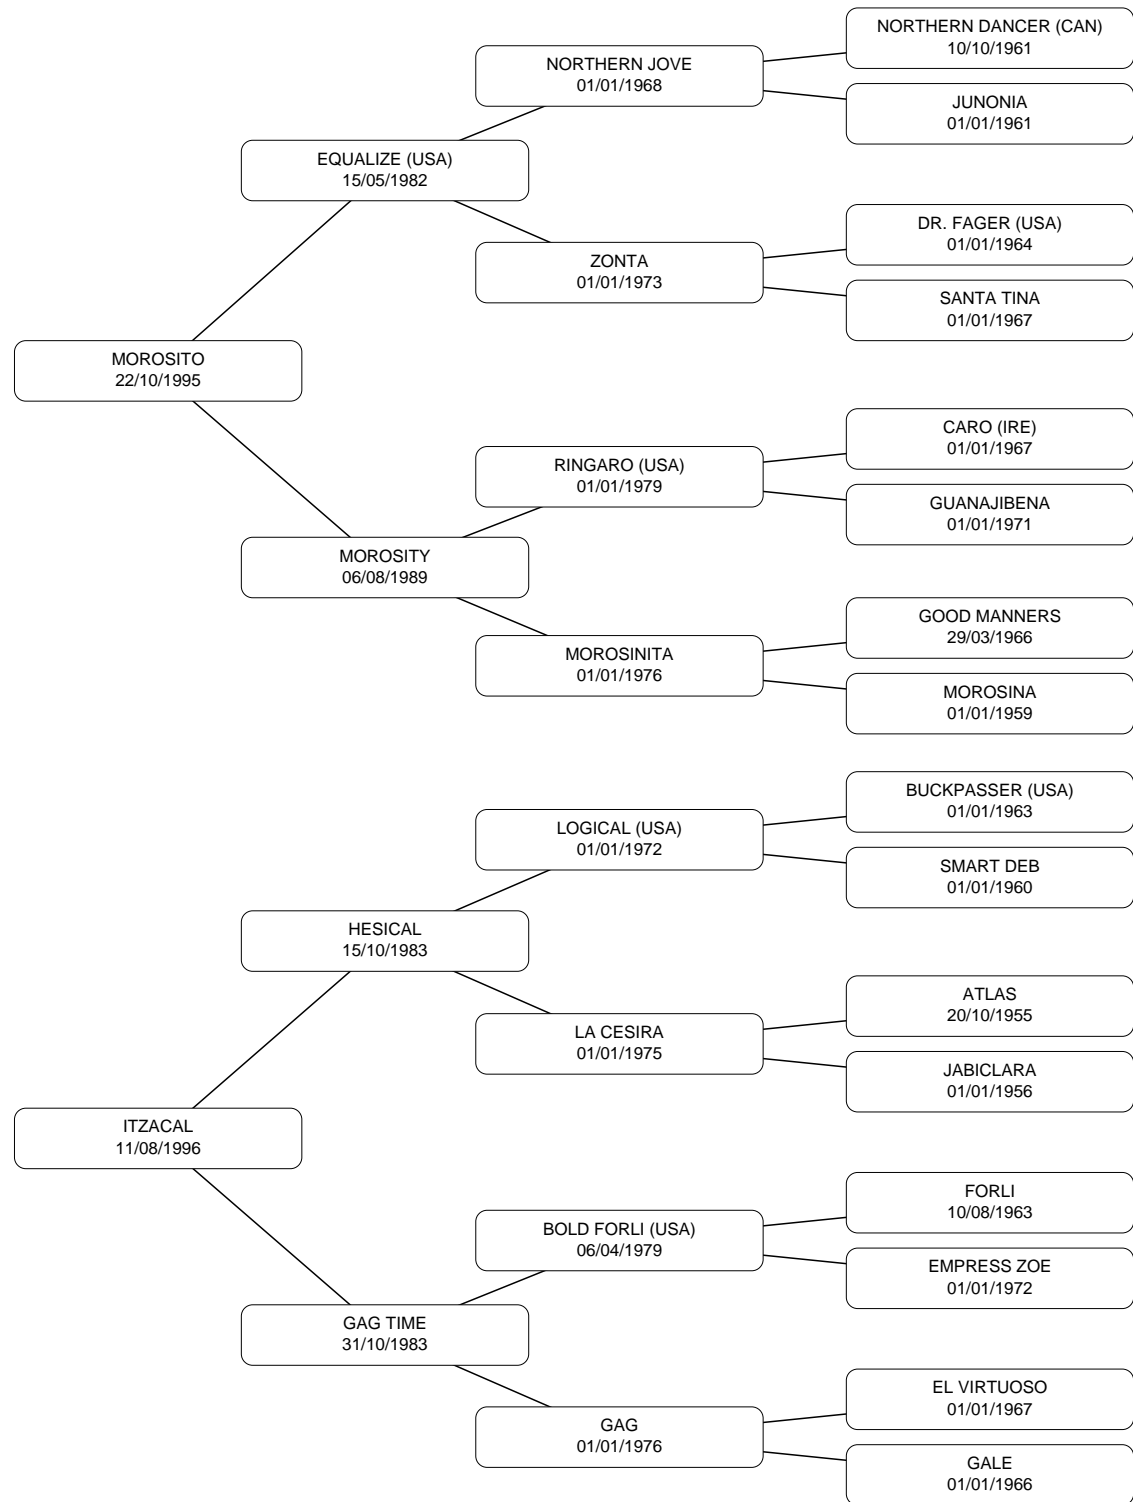 NORTHERN DANCER (CAN)
10/10/1961
NORTHERN JOVE
01/01/1968
JUNONIA
01/01/1961
EQUALIZE (USA)
15/05/1982
DR. FAGER (USA)
01/01/1964
ZONTA
01/01/1973
SANTA TINA
01/01/1967
MOROSITO
22/10/1995
CARO (IRE)
01/01/1967
RINGARO (USA)
01/01/1979
GUANAJIBENA
01/01/1971
MOROSITY
06/08/1989
GOOD MANNERS
29/03/1966
MOROSINITA
01/01/1976
MOROSINA
01/01/1959
BUCKPASSER (USA)
01/01/1963
LOGICAL (USA)
01/01/1972
SMART DEB
01/01/1960
HESICAL
15/10/1983
ATLAS
20/10/1955
LA CESIRA
01/01/1975
JABICLARA
01/01/1956
ITZACAL
11/08/1996
FORLI
10/08/1963
BOLD FORLI (USA)
06/04/1979
EMPRESS ZOE
01/01/1972
GAG TIME
31/10/1983
EL VIRTUOSO
01/01/1967
GAG
01/01/1976
GALE
01/01/1966